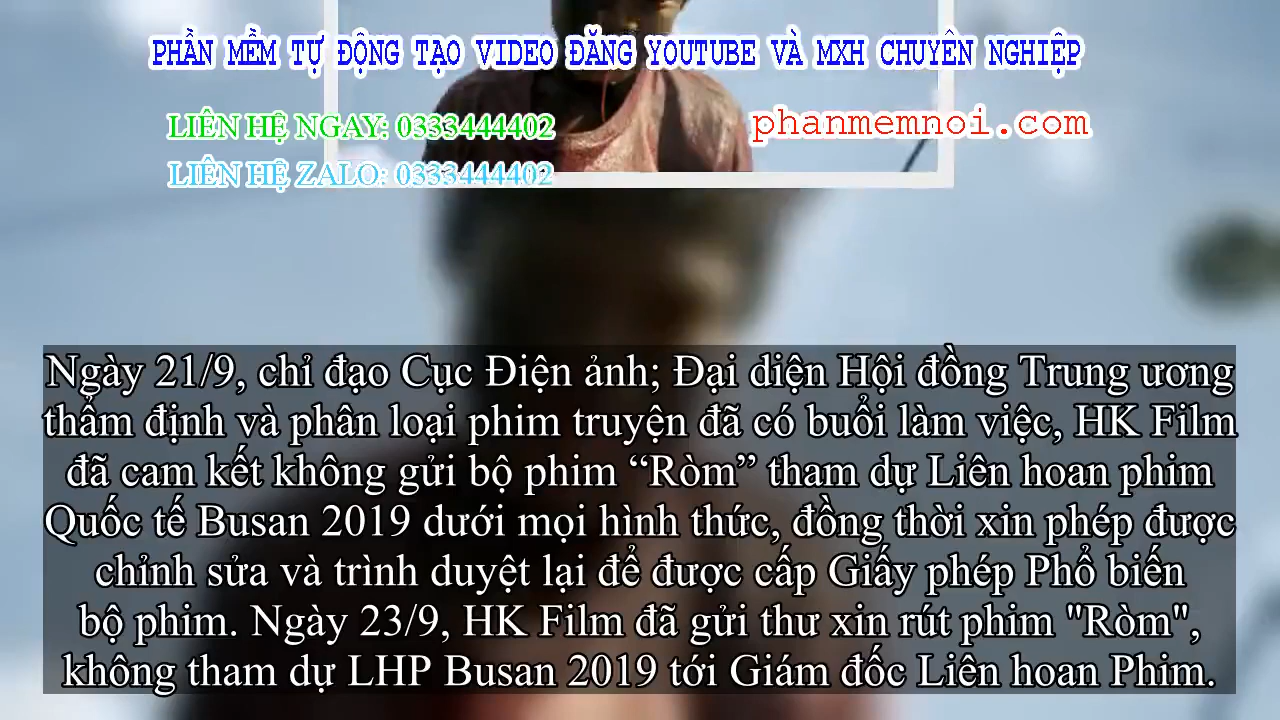 PHẦN MỀM TỰ ĐỘNG TẠO VIDEO ĐĂNG YOUTUBE VÀ MXH CHUYÊN NGHIỆP
LIÊN HỆ NGAY: 0333444402
phanmemnoi.com
LIÊN HỆ ZALO: 0333444402
Ngày 21/9, chỉ đạo Cục Điện ảnh; Đại diện Hội đồng Trung ương
thẩm định và phân loại phim truyện đã có buổi làm việc, HK Film
đã cam kết không gửi bộ phim “Ròm” tham dự Liên hoan phim
Quốc tế Busan 2019 dưới mọi hình thức, đồng thời xin phép được
chỉnh sửa và trình duyệt lại để được cấp Giấy phép Phổ biến
bộ phim. Ngày 23/9, HK Film đã gửi thư xin rút phim "Ròm",
không tham dự LHP Busan 2019 tới Giám đốc Liên hoan Phim.